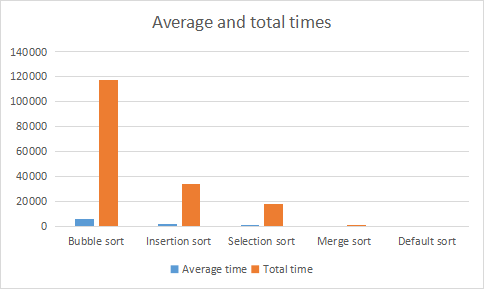 Average and total times
140000
120000
100000
80000
60000
40000
20000
0
Bubble sort Insertion sort Selection sort Merge sort Default sort
Average time Total time